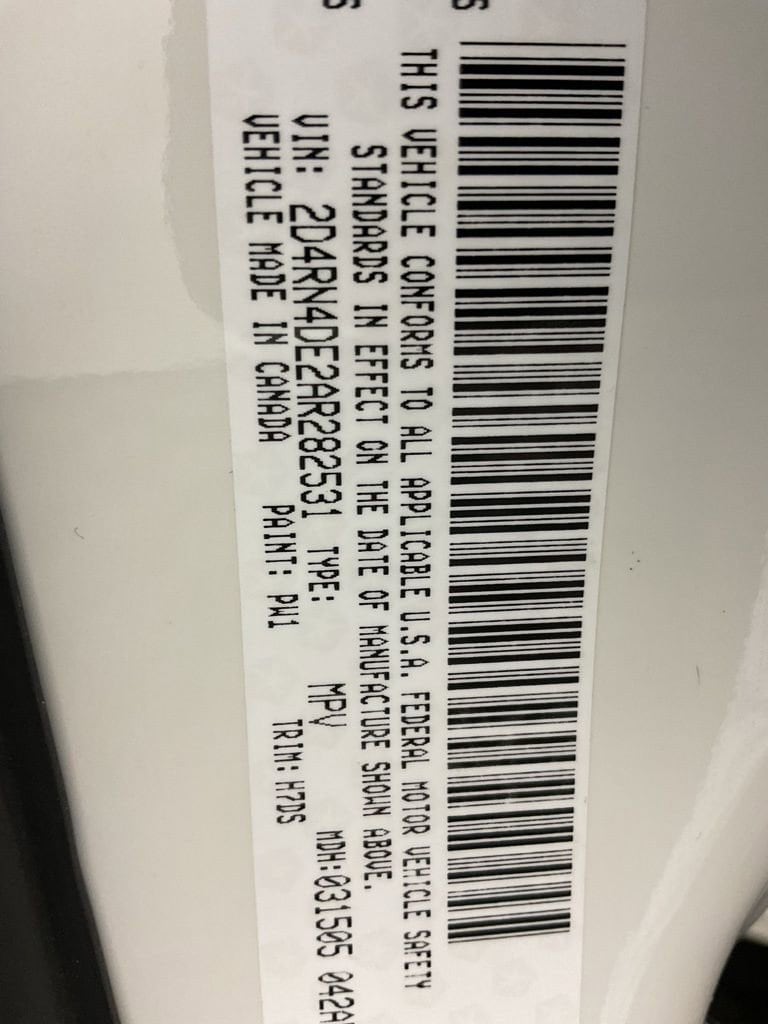 THIS VEHICLE CONFORMS TO ALL APPLICABLE U.S.A. FEDERAL MOTOR VEHICLE SAFETY
STANDARDS IN EFFECT ON THE DATE OF MANUFACTURE SHOWN ABOVE.
VIN: 2D4RN4DE2AR282531 TYPE: MPV MDH:031505 042A
VEHICLE MADE IN CANADA PAINT: PW1 TRIM: H7DS